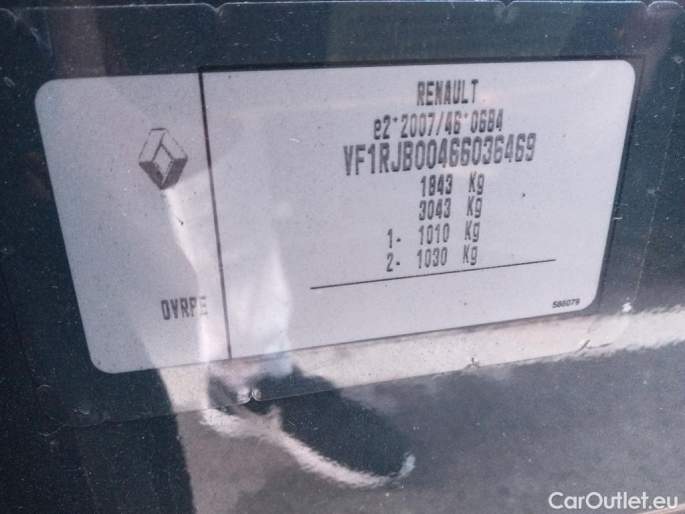 RENAULT
e2*2007/46*0684
VF1RJB00466036469
1843 Kg
3043 Kg
1- 1010 Kg
2- 1030 Kg
OVRPE
586079
CarOutlet.eu